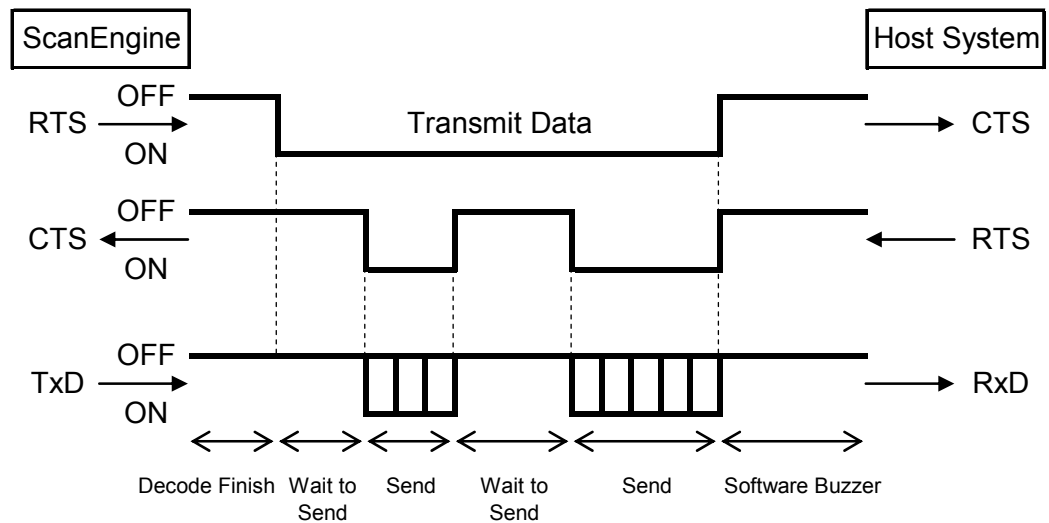 ScanEngine
Host System
OFF
RTS
Transmit Data
CTS
ON
OFF
CTS
RTS
ON
OFF
TxD
RxD
ON
Decode Finish
Wait to
Send
Send
Wait to
Send
Send
Software Buzzer